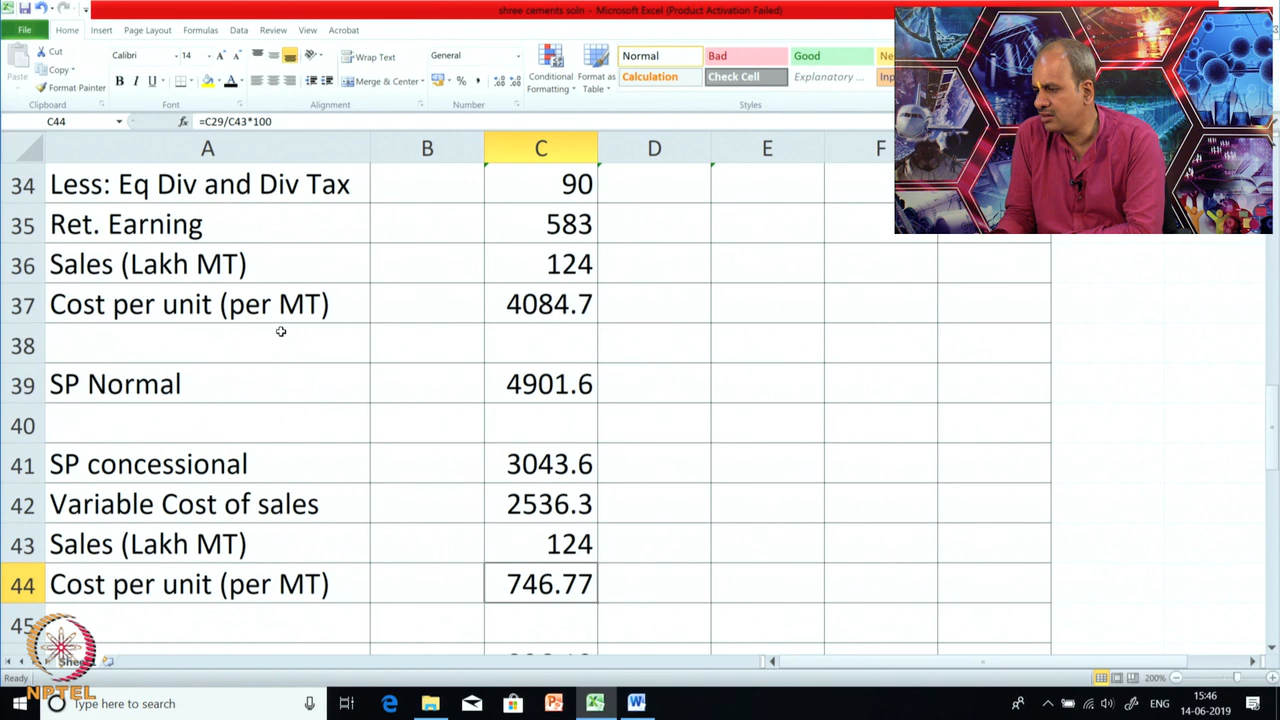 shree cements soln - Microsoft Excel (Product Activation Failed)
File Home Insert Page Layout Formulas Data Review View Acrobat
Paste
Cut
Copy
Format Painter
Clipboard
Calibri 14
B I U
Font
Wrap Text
Merge & Center
Alignment
General
Number
Conditional Formatting
Format as Table
Normal Bad Good
Calculation Check Cell Explanatory ...
Styles
C44 fx =C29/C43*100
A B C D E F
34 Less: Eq Div and Div Tax 90
35 Ret. Earning 583
36 Sales (Lakh MT) 124
37 Cost per unit (per MT) 4084.7
38
39 SP Normal 4901.6
40
41 SP concessional 3043.6
42 Variable Cost of sales 2536.3
43 Sales (Lakh MT) 124
44 Cost per unit (per MT) 746.77
45
Ready 200%
NPTEL
Type here to search
ENG
15:46
14-06-2019